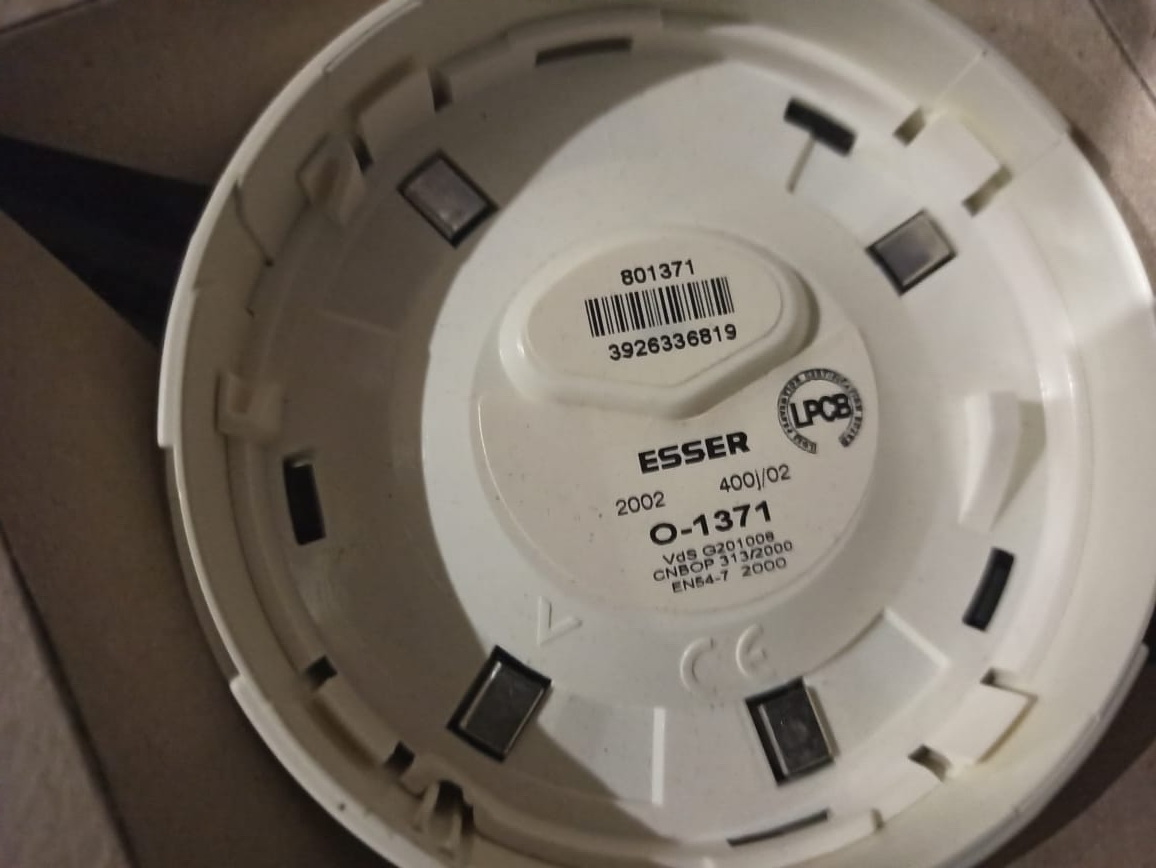 801371
3926336819
LPCB
ESSER
2002 400j/02
O-1371
VdS G201008
CNBOP 313/2000
EN54-7 2000
CE